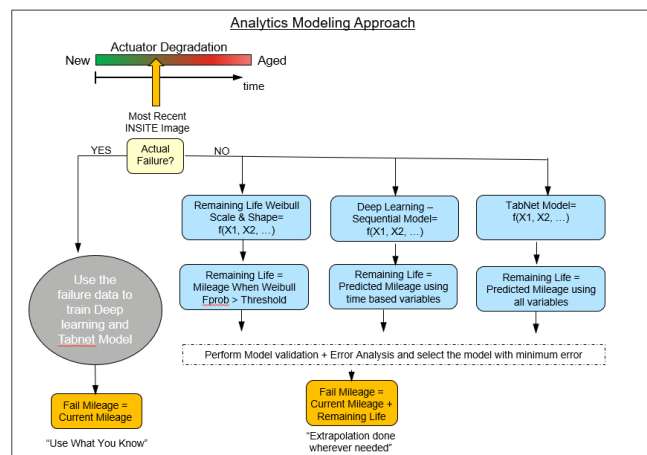 Analytics Modeling Approach
Actuator Degradation
New
Aged
time
Most Recent
INSITE Image
YES
Actual
Failure?
NO
Remaining Life Weibull
Scale & Shape=
f(X1, X2, …)
Deep Learning –
Sequential Model=
f(X1, X2, …)
TabNet Model=
f(X1, X2, …)
Use the
failure data to
train Deep
learning and
Tabnet Model
Remaining Life =
Mileage When Weibull
Fprob > Threshold
Remaining Life =
Predicted Mileage using
time based variables
Remaining Life =
Predicted Mileage using
all variables
Perform Model validation + Error Analysis and select the model with minimum error
Fail Mileage =
Current Mileage
Fail Mileage =
Current Mileage +
Remaining Life
“Use What You Know”
“Extrapolation done
wherever needed”